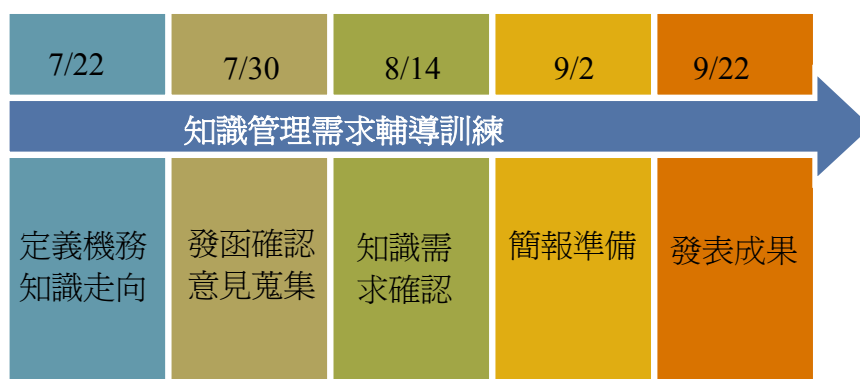 7/22
7/30
8/14
9/2
9/22
知識管理需求輔導訓練
定義機務
知識走向
發函確認
意見蒐集
知識需
求確認
簡報準備
發表成果